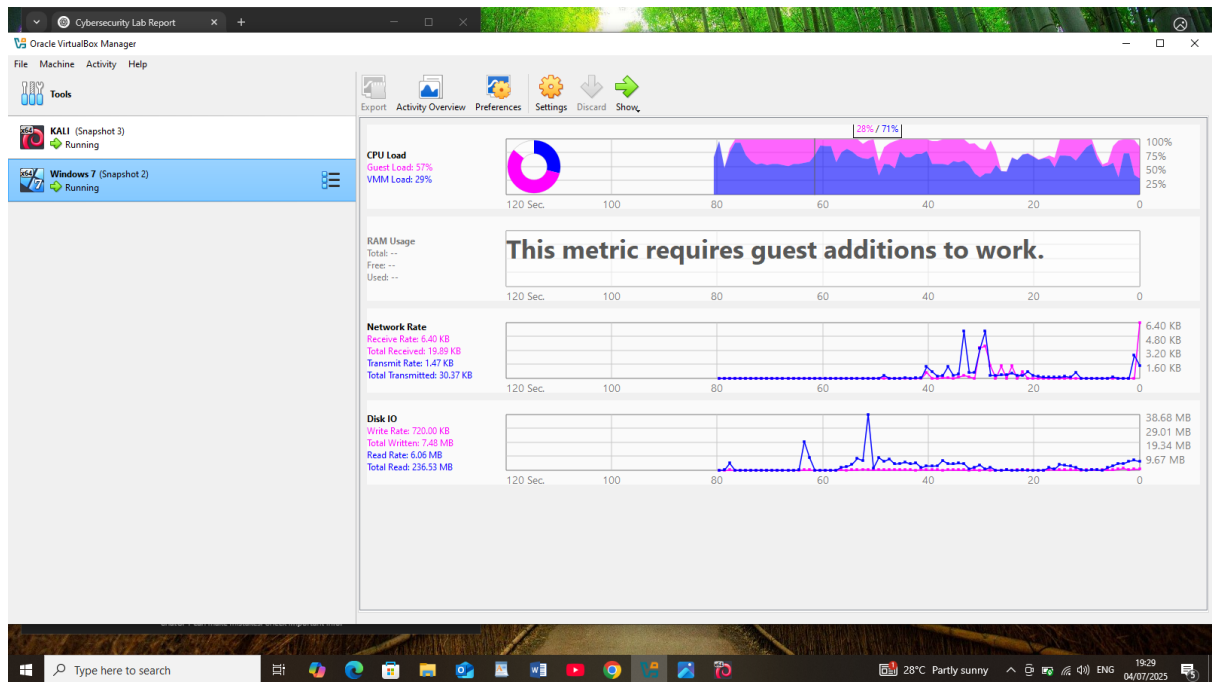 Cybersecurity Lab Report
Oracle VirtualBox Manager
File Machine Activity Help
Tools
Export Activity Overview Preferences Settings Discard Show
KALI (Snapshot 3)
Running
Windows 7 (Snapshot 2)
Running
28% / 71%
CPU Load
Guest Load: 57%
VMM Load: 29%
100%
75%
50%
25%
120 Sec. 100 80 60 40 20 0
RAM Usage
Total: --
Free: --
Used: --
This metric requires guest additions to work.
120 Sec. 100 80 60 40 20 0
Network Rate
Receive Rate: 6.40 KB
Total Received: 19.89 KB
Transmit Rate: 1.47 KB
Total Transmitted: 30.37 KB
6.40 KB
4.80 KB
3.20 KB
1.60 KB
120 Sec. 100 80 60 40 20 0
Disk IO
Write Rate: 720.00 KB
Total Written: 7.48 MB
Read Rate: 6.06 MB
Total Read: 236.53 MB
38.68 MB
29.01 MB
19.34 MB
9.67 MB
120 Sec. 100 80 60 40 20 0
Type here to search
28°C Partly sunny
ENG
19:29
04/07/2025